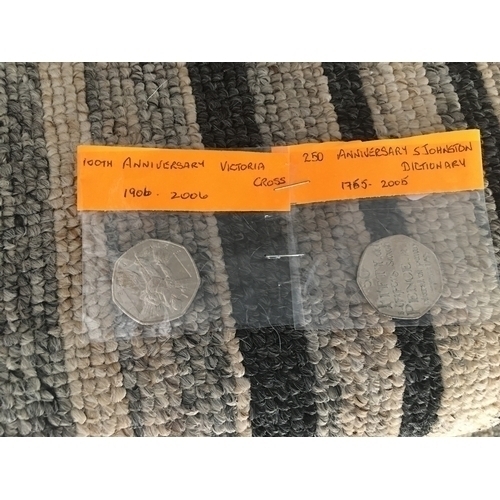 100TH ANNIVERSARY VICTORIA
CROSS
1906 - 2006
250 ANNIVERSARY S JOHNSTON
DICTIONARY
1755 - 2005